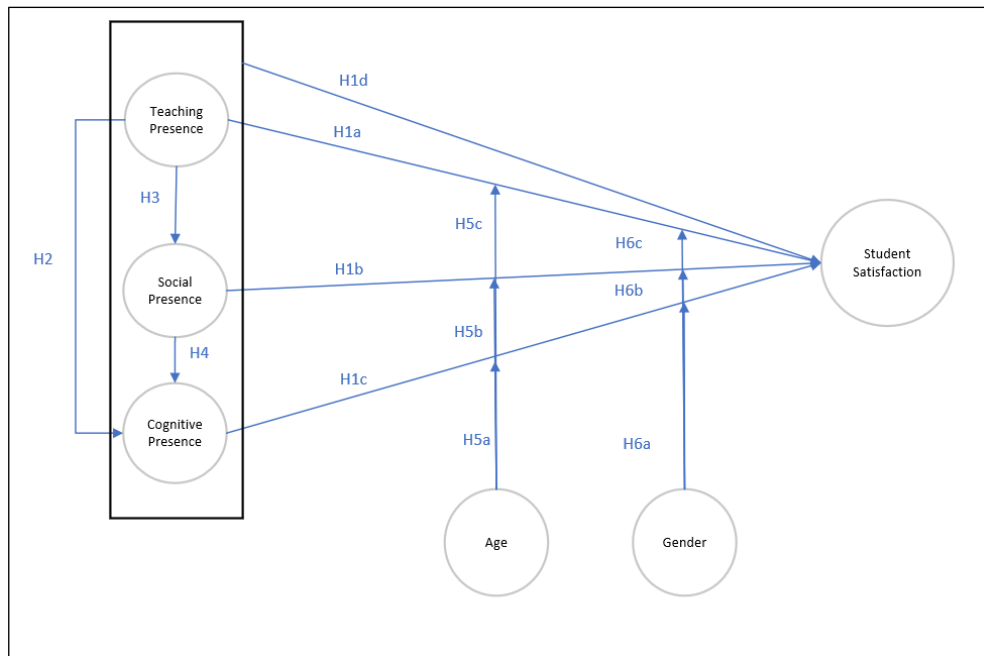 H1d
Teaching
Presence
H1a
H3
H5c
H6c
H2
H1b
Student
Satisfaction
Social
Presence
H6b
H5b
H4
H1c
Cognitive
Presence
H5a
H6a
Age
Gender